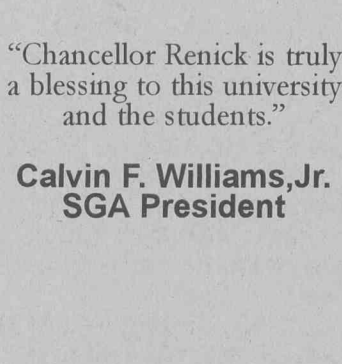 “Chancellor Renick is truly
a blessing to this university
and the students.”
Calvin F. Williams,Jr.
SGA President